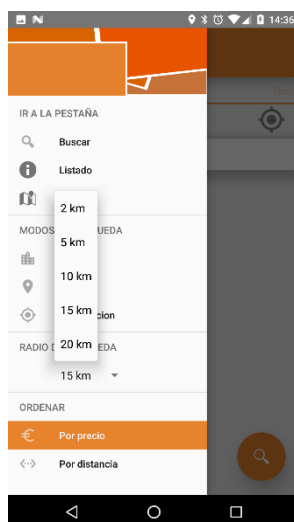 14:36
IR A LA PESTAÑA
Buscar
Listado
2 km
MODOS UEDA
5 km
10 km
15 km cion
RADIO D EDA
20 km
15 km
ORDENAR
Por precio
Por distancia